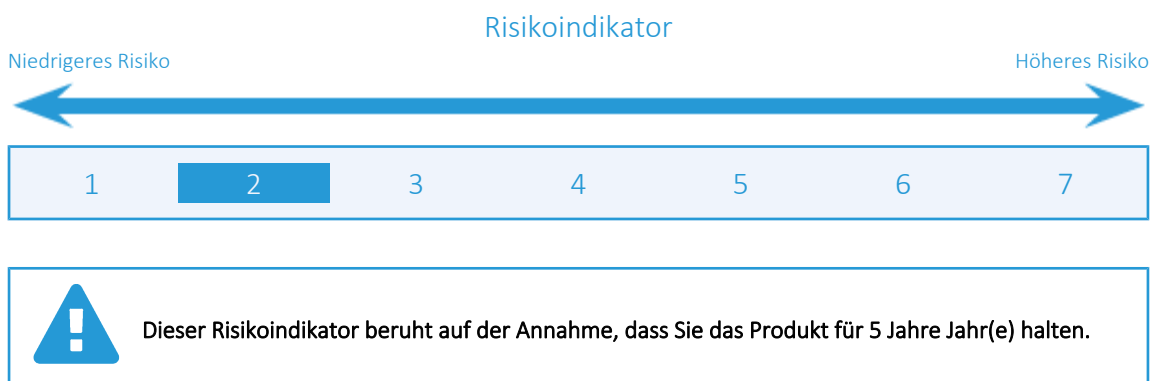 Risikoindikator
Niedrigeres Risiko Höheres Risiko
1 2 3 4 5 6 7
Dieser Risikoindikator beruht auf der Annahme, dass Sie das Produkt für 5 Jahre Jahr(e) halten.